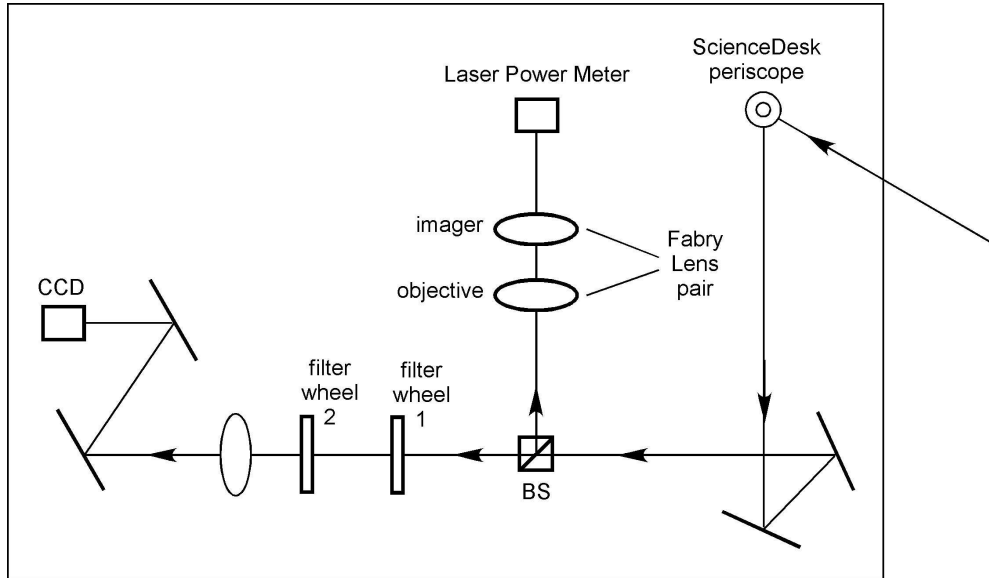 ScienceDesk
periscope
Laser Power Meter
imager
Fabry
Lens
pair
objective
CCD
filter
wheel
2
filter
wheel
1
BS